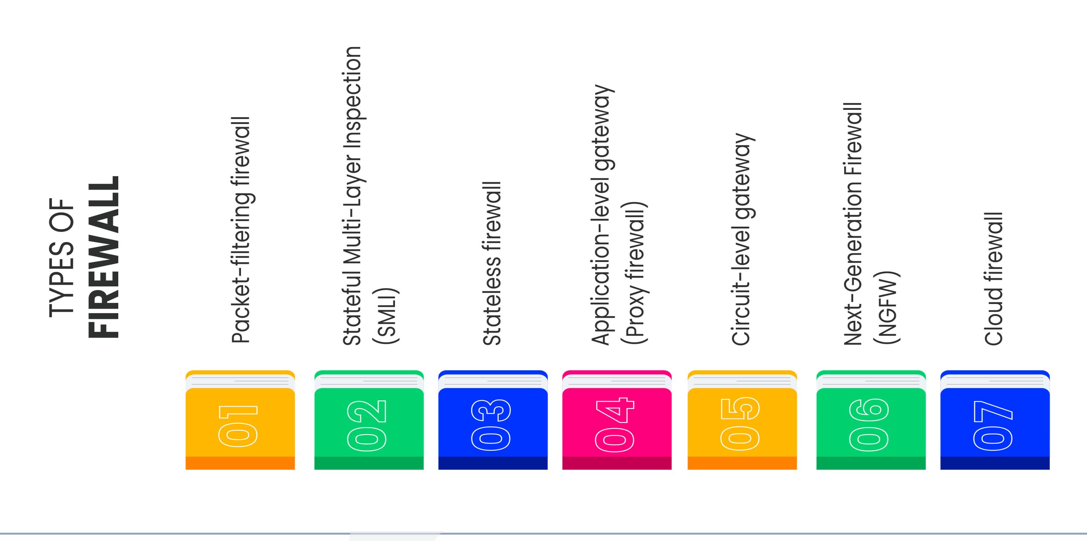 TYPES OF
FIREWALL
01
Packet-filtering firewall
02
Stateful Multi-Layer Inspection
(SMLI)
03
Stateless firewall
04
Application-level gateway
(Proxy firewall)
05
Circuit-level gateway
06
Next-Generation Firewall
(NGFW)
07
Cloud firewall